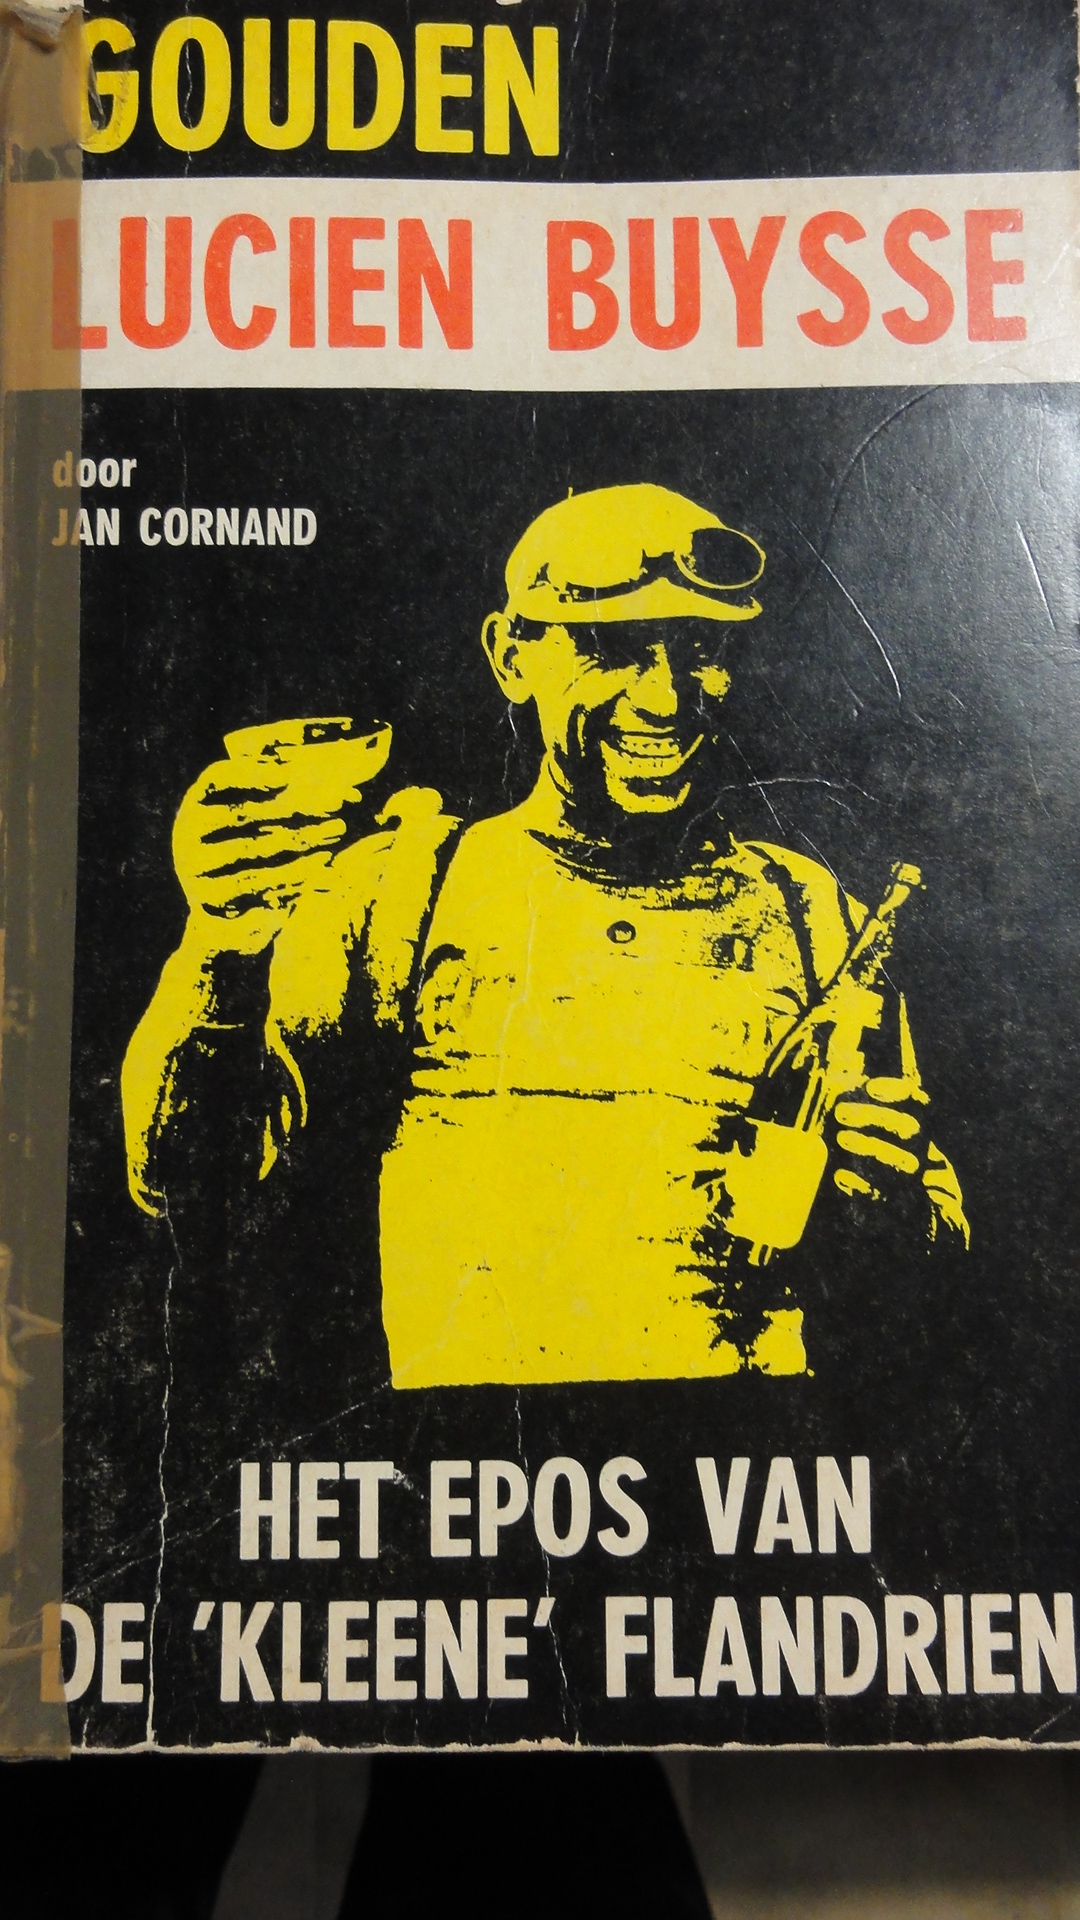 GOUDEN
LUCIEN BUYSSE
door
JAN CORNAND
HET EPOS VAN
DE 'KLEENE' FLANDRIEN